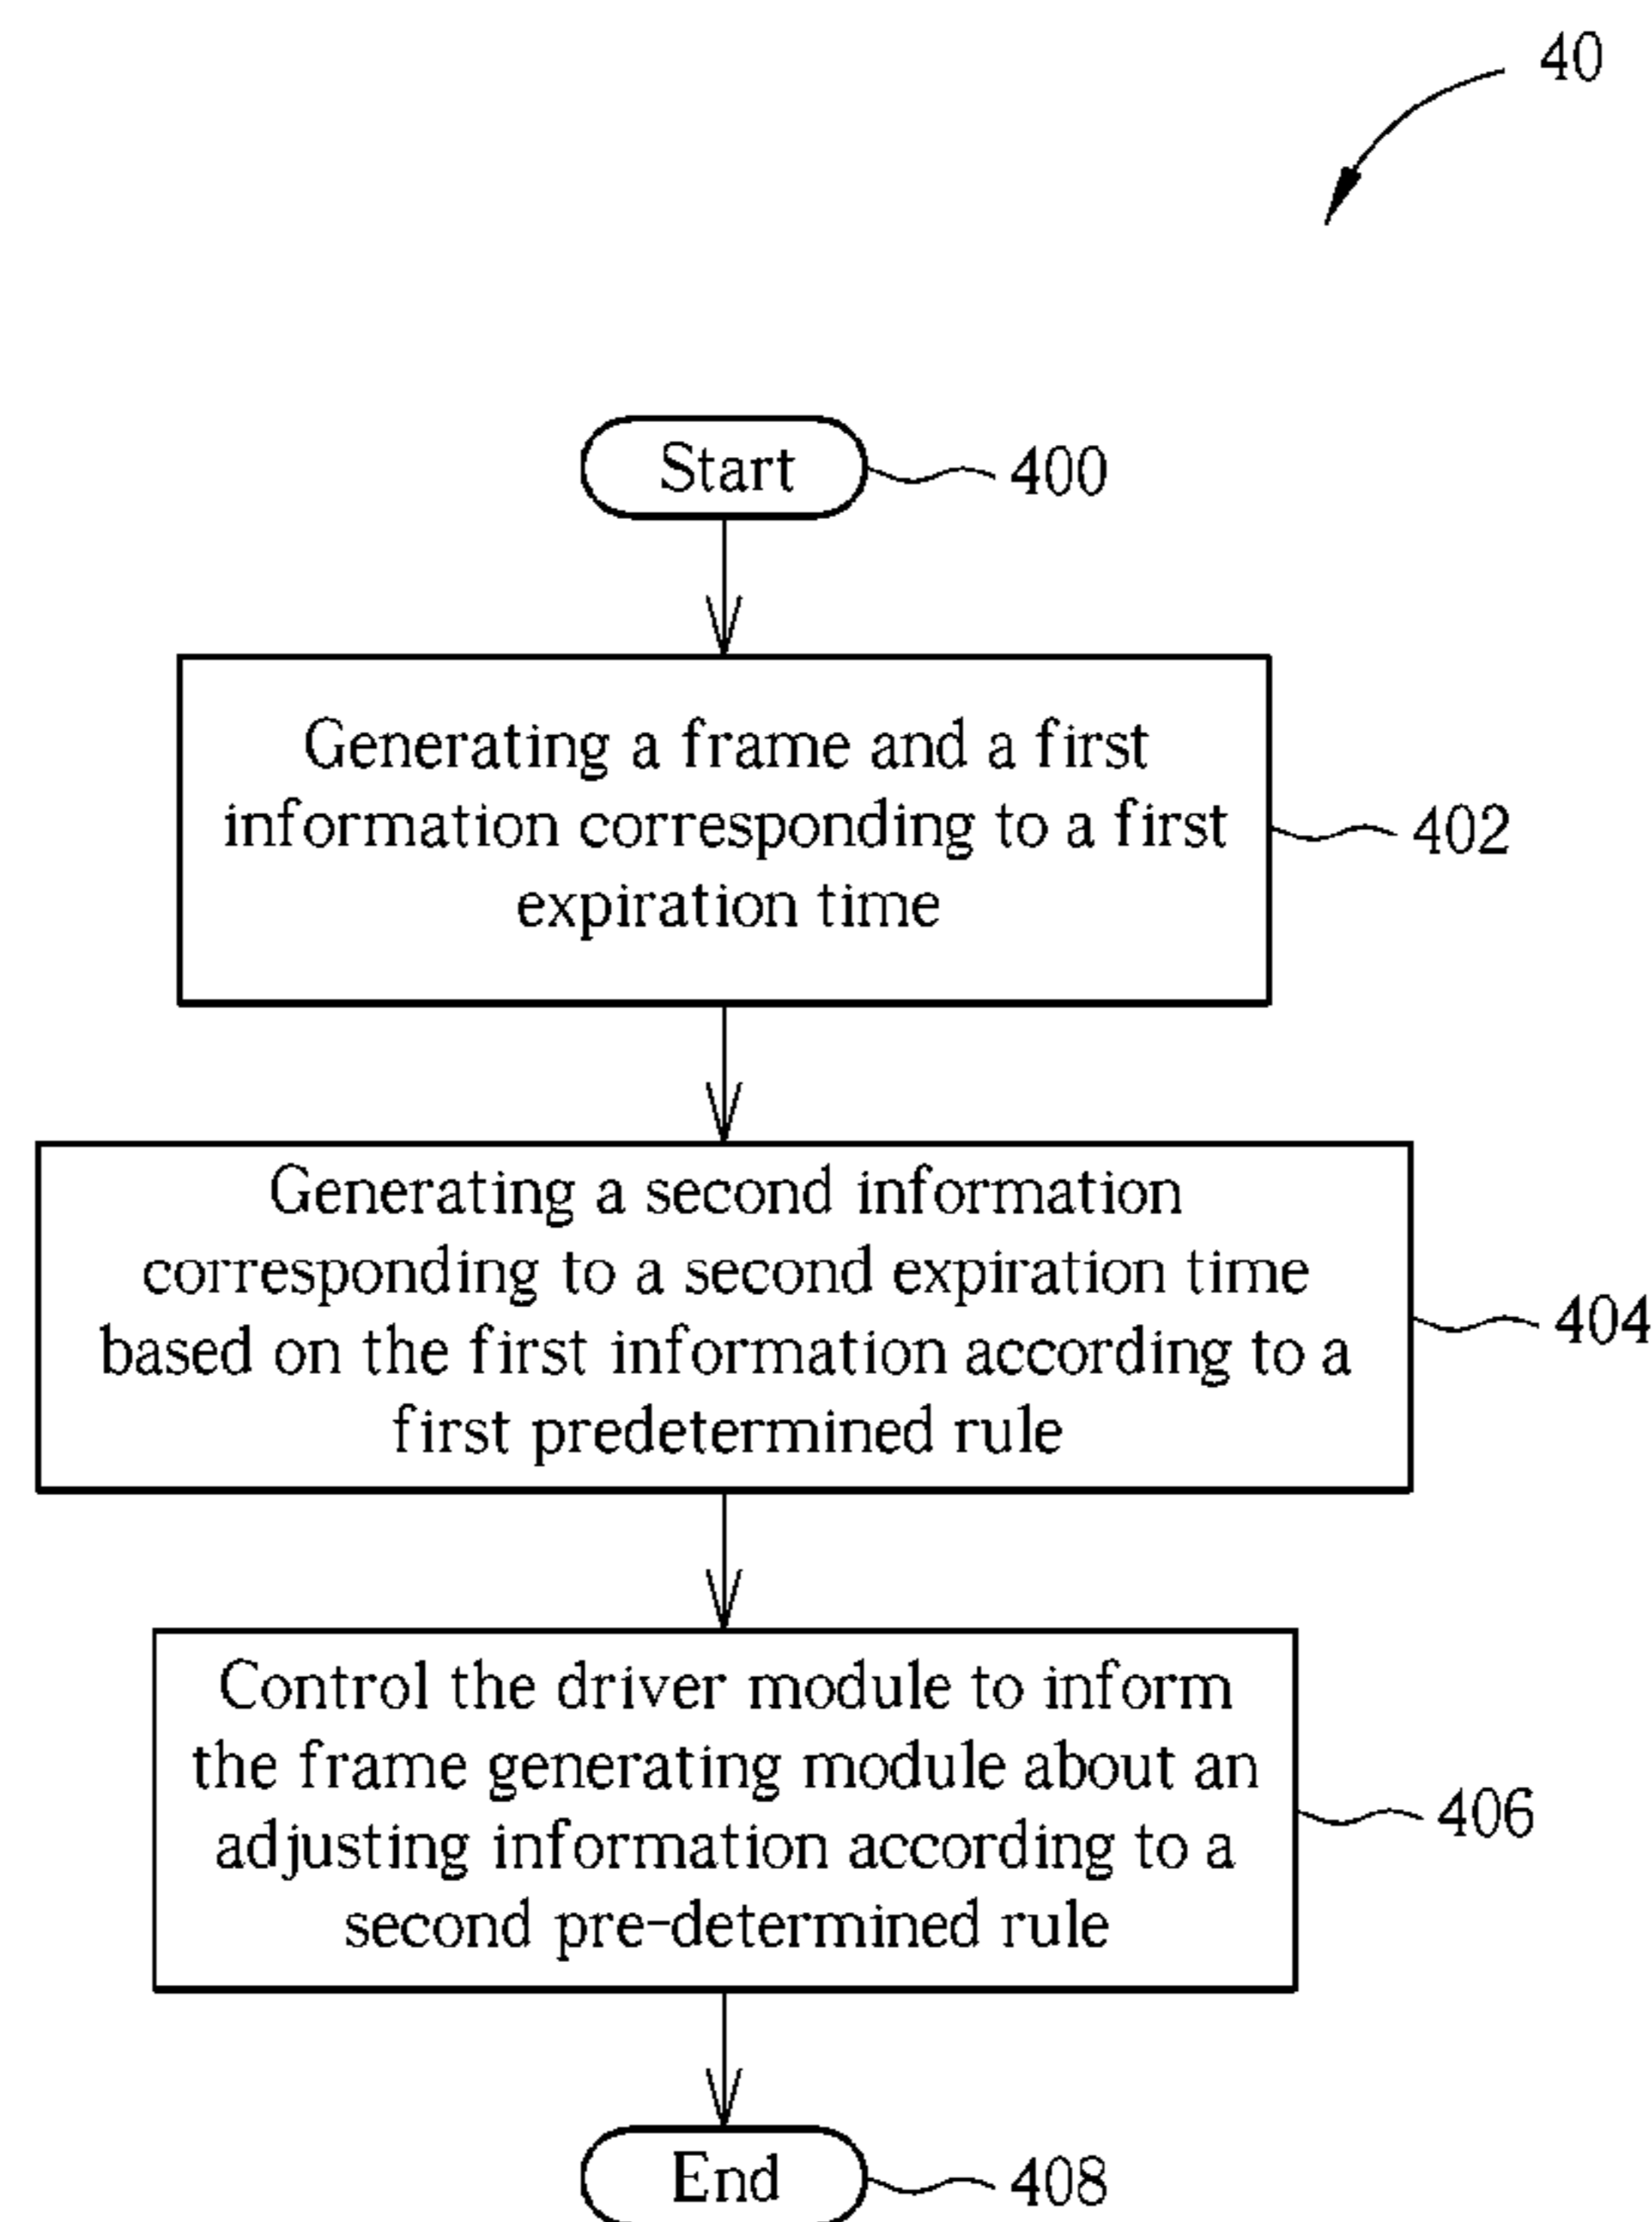 40
Start
400
Generating a frame and a first
information corresponding to a first
expiration time
402
Generating a second information
corresponding to a second expiration time
based on the first information according to a
first predetermined rule
404
Control the driver module to inform
the frame generating module about an
adjusting information according to a
second pre-determined rule
406
End
408